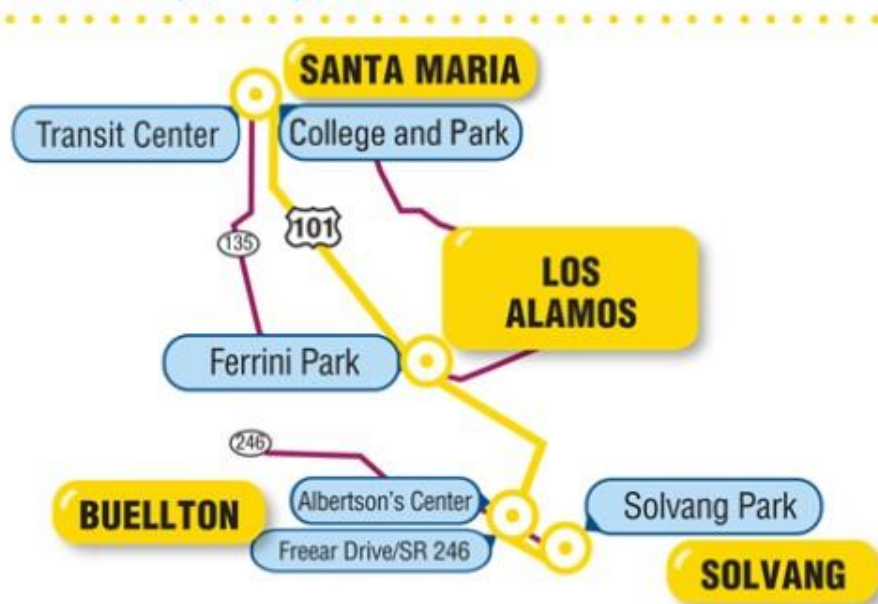 SANTA MARIA
Transit Center
College and Park
101
135
LOS
ALAMOS
Ferrini Park
246
Albertson's Center
Solvang Park
BUELLTON
Freear Drive/SR 246
SOLVANG